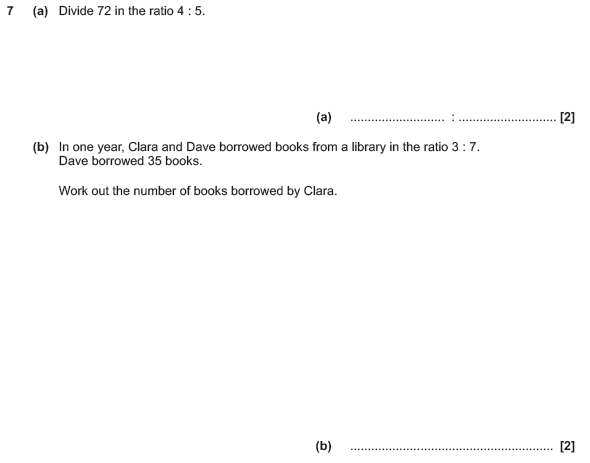 7 (a) Divide 72 in the ratio 4 : 5.
(a) ........................... : ............................ [2]
(b) In one year, Clara and Dave borrowed books from a library in the ratio 3 : 7.
Dave borrowed 35 books.
Work out the number of books borrowed by Clara.
(b) .......................................................... [2]